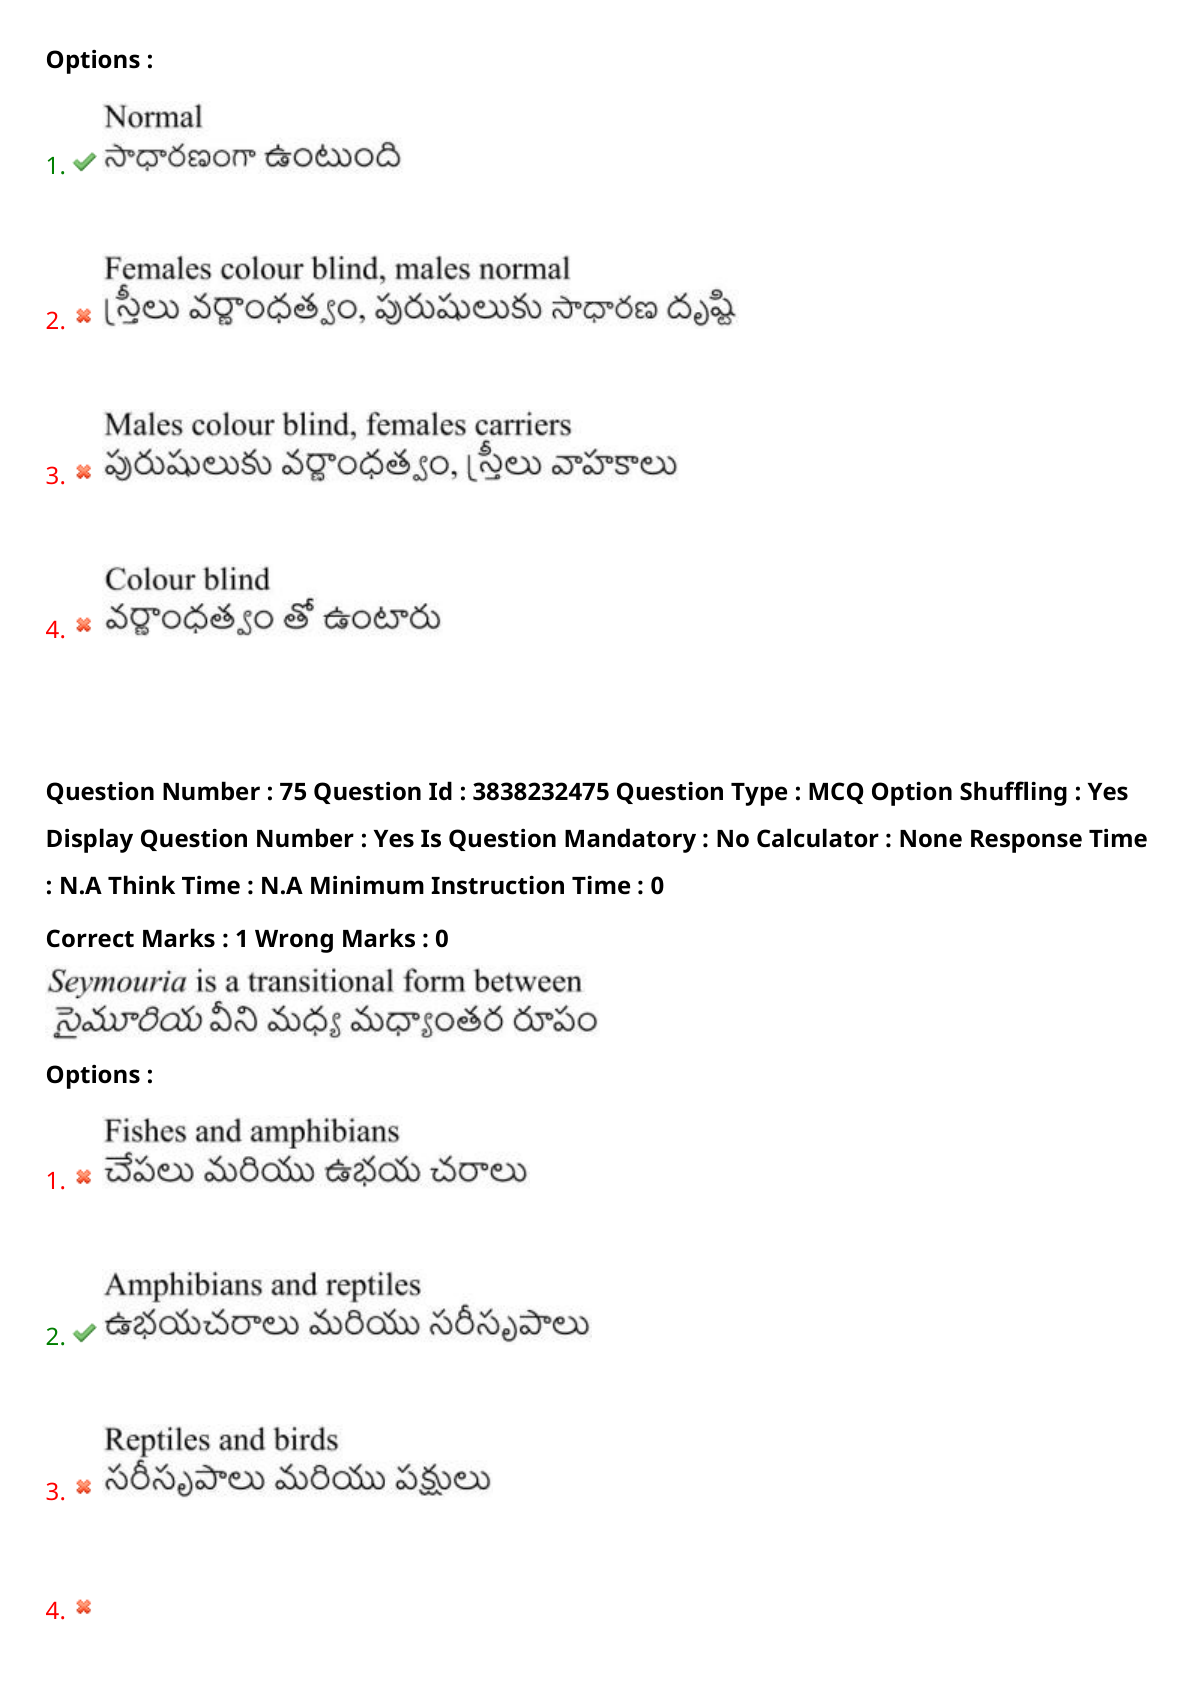 Options :
Normal
1. సాధారణంగా ఉంటుంది
Females colour blind, males normal
2. స్త్రీలు వర్ణాంధత్వం, పురుషులుకు సాధారణ దృష్టి
Males colour blind, females carriers
3. పురుషులుకు వర్ణాంధత్వం, స్త్రీలు వాహకాలు
Colour blind
4. వర్ణాంధత్వం తో ఉంటారు
Question Number : 75 Question Id : 3838232475 Question Type : MCQ Option Shuffling : Yes
Display Question Number : Yes Is Question Mandatory : No Calculator : None Response Time
: N.A Think Time : N.A Minimum Instruction Time : 0
Correct Marks : 1 Wrong Marks : 0
Seymouria is a transitional form between
సైమూరియ వీని మధ్య మధ్యాంతర రూపం
Options :
Fishes and amphibians
1. చేపలు మరియు ఉభయ చరాలు
Amphibians and reptiles
2. ఉభయచరాలు మరియు సరీసృపాలు
Reptiles and birds
3. సరీసృపాలు మరియు పక్షులు
4.